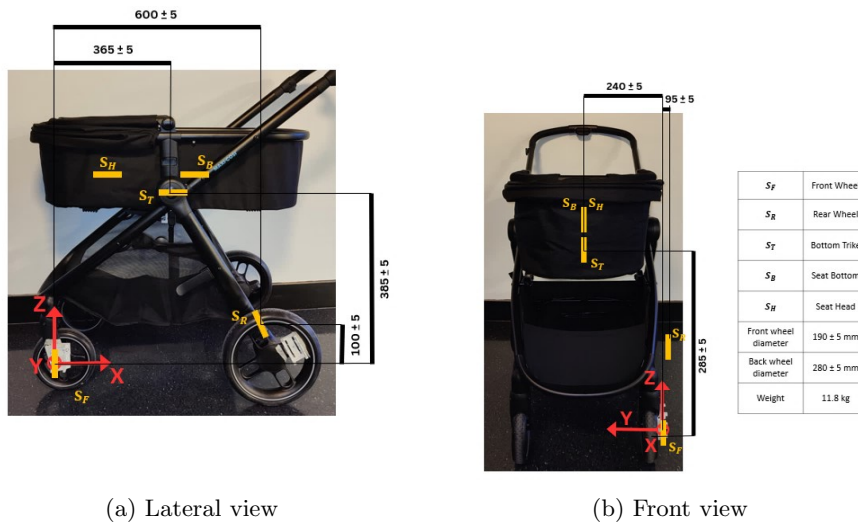 600 ± 5
365 ± 5
S_H
S_B
S_T
385 ± 5
Z
S_R
100 ± 5
Y
X
S_F
(a) Lateral view
240 ± 5
95 ± 5
S_B
S_H
S_T
285 ± 5
Z
Y
X
S_F
(b) Front view
S_F Front Wheel
S_R Rear Wheel
S_T Bottom Trike
S_B Seat Bottom
S_H Seat Head
Front wheel
diameter
190 ± 5 mm
Back wheel
diameter
280 ± 5 mm
Weight 11.8 kg